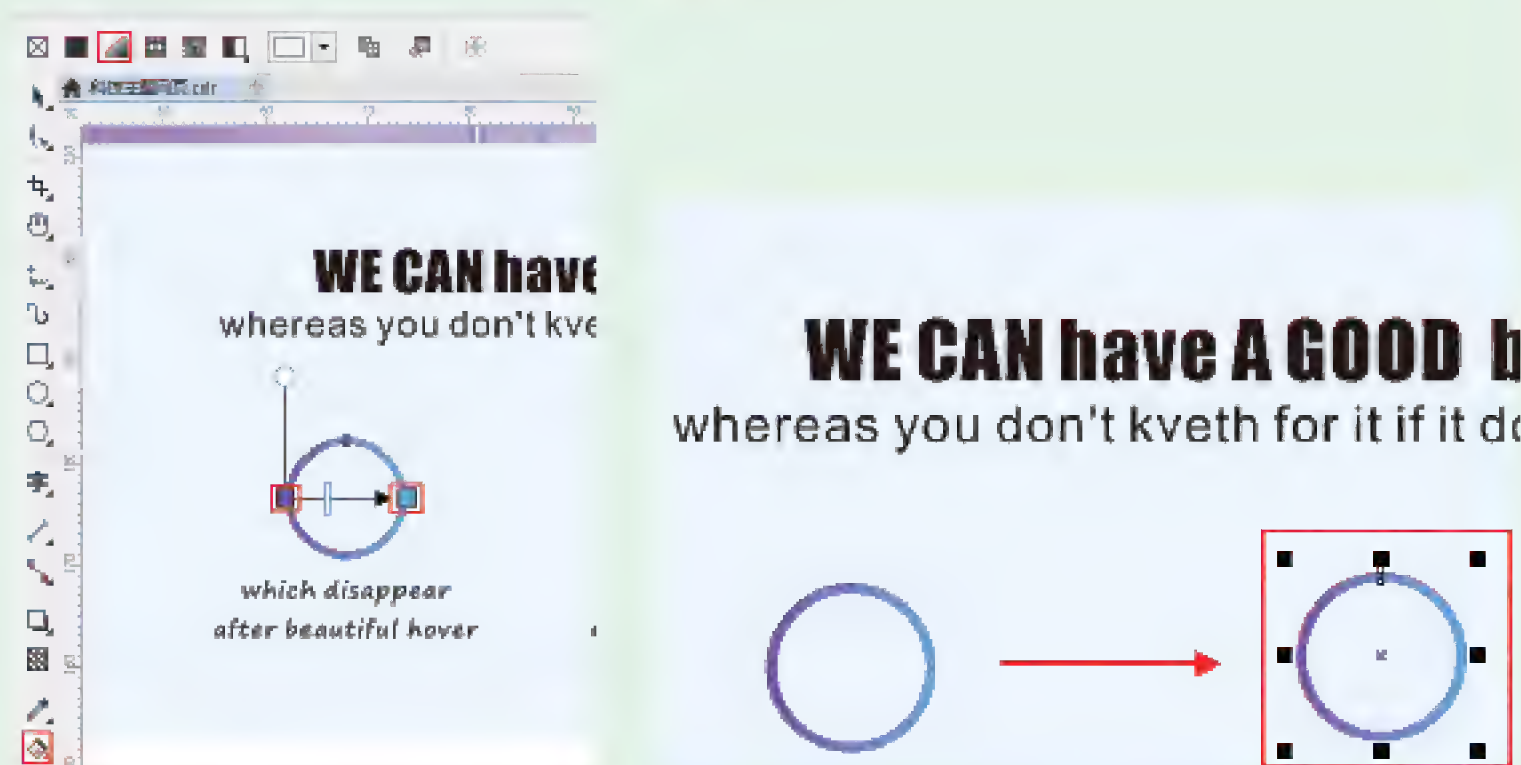 .cdr
WE CAN have
whereas you don't kve
which disappear
after beautiful hover
WE CAN have A GOOD b
whereas you don't kveth for it if it do